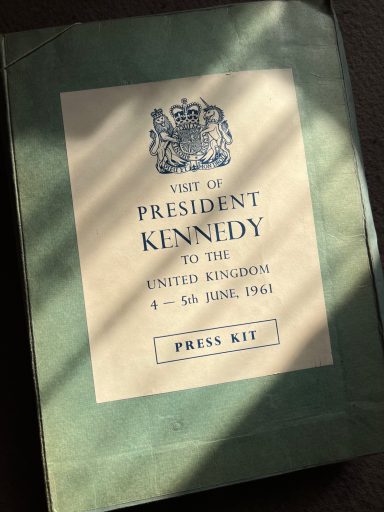 VISIT OF
PRESIDENT
KENNEDY
TO THE
UNITED KINGDOM
4 — 5th JUNE, 1961
PRESS KIT